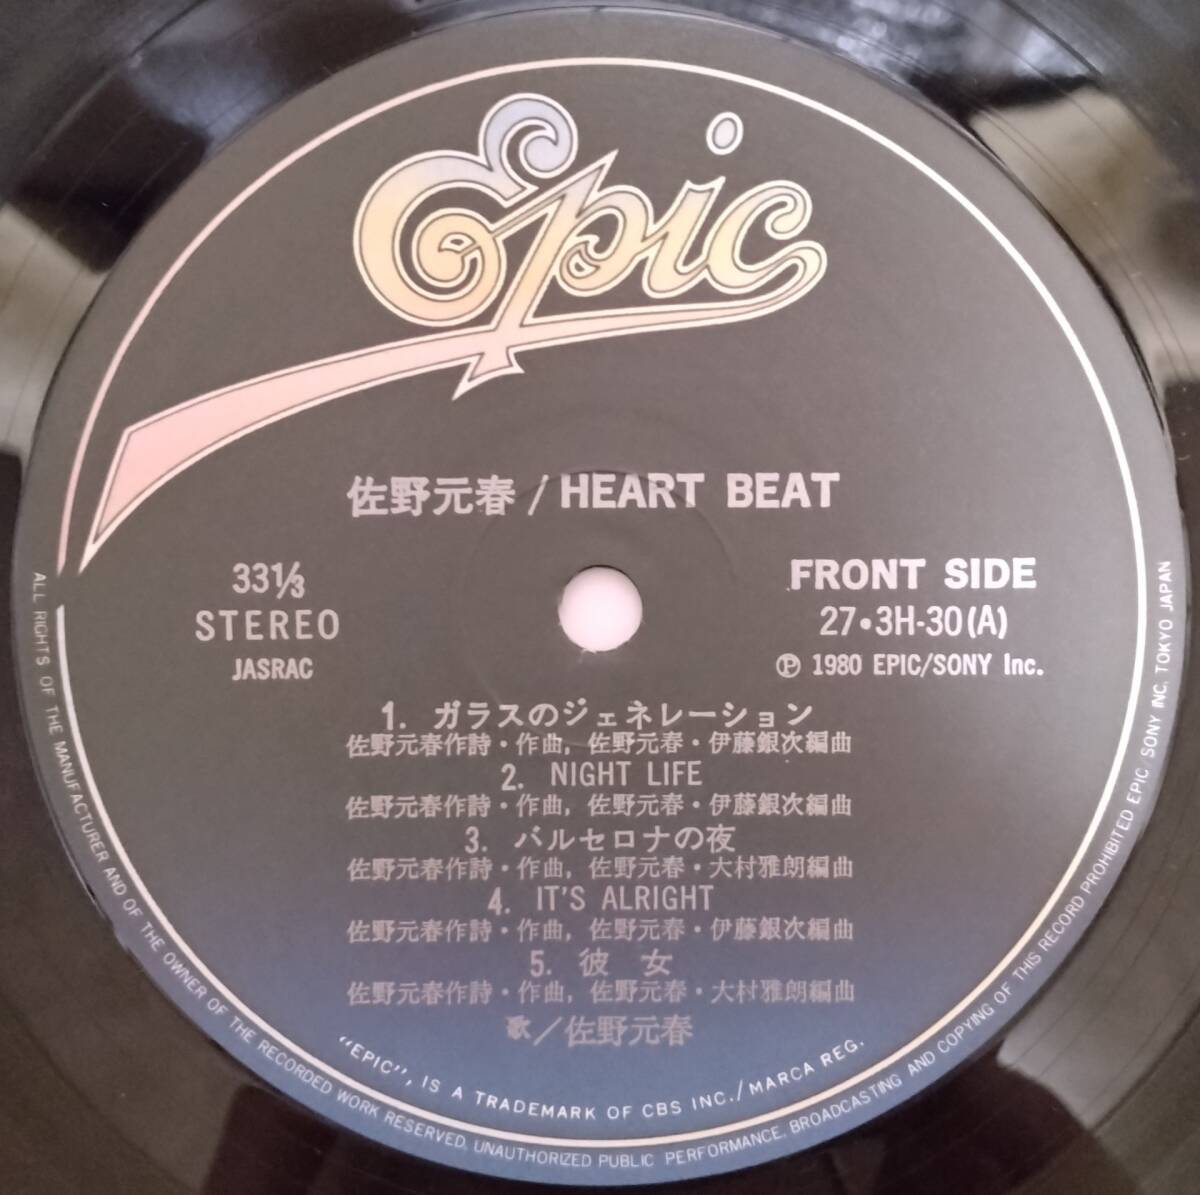 Epic
佐野元春/HEART BEAT
33⅓
STEREO
JASRAC
FRONT SIDE
27•3H-30(A)
Ⓟ 1980 EPIC/SONY Inc.
1. ガラスのジェネレーション
佐野元春作詩・作曲, 佐野元春・伊藤銀次編曲
2. NIGHT LIFE
佐野元春作詩・作曲, 佐野元春・伊藤銀次編曲
3. バルセロナの夜
佐野元春作詩・作曲, 佐野元春・大村雅朗編曲
4. IT'S ALRIGHT
佐野元春作詩・作曲, 佐野元春・伊藤銀次編曲
5. 彼　女
佐野元春作詩・作曲, 佐野元春・大村雅朗編曲
歌／佐野元春
"EPIC", IS A TRADEMARK OF CBS INC./MARCA REG.
ALL RIGHTS OF THE MANUFACTURER AND OF THE OWNER OF THE RECORDED WORK RESERVED. UNAUTHORIZED PUBLIC PERFORMANCE, BROADCASTING AND COPYING OF THIS RECORD PROHIBITED EPIC/SONY INC. TOKYO JAPAN